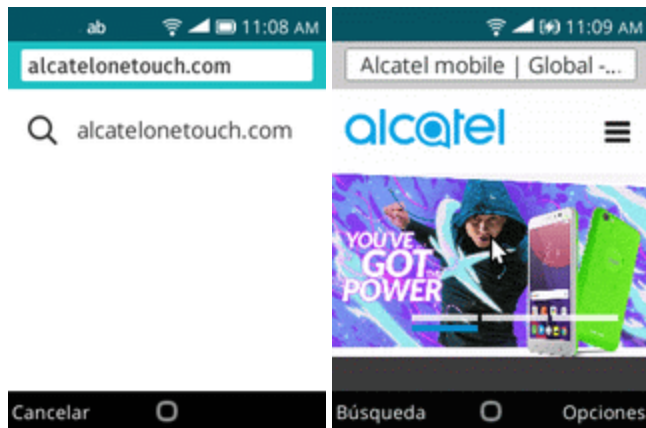 ab 11:08 AM
alcatelonetouch.com
alcatelonetouch.com
Cancelar
11:09 AM
Alcatel mobile | Global -...
alcatel
YOU'VE
GOT THE
POWER
Búsqueda Opciones